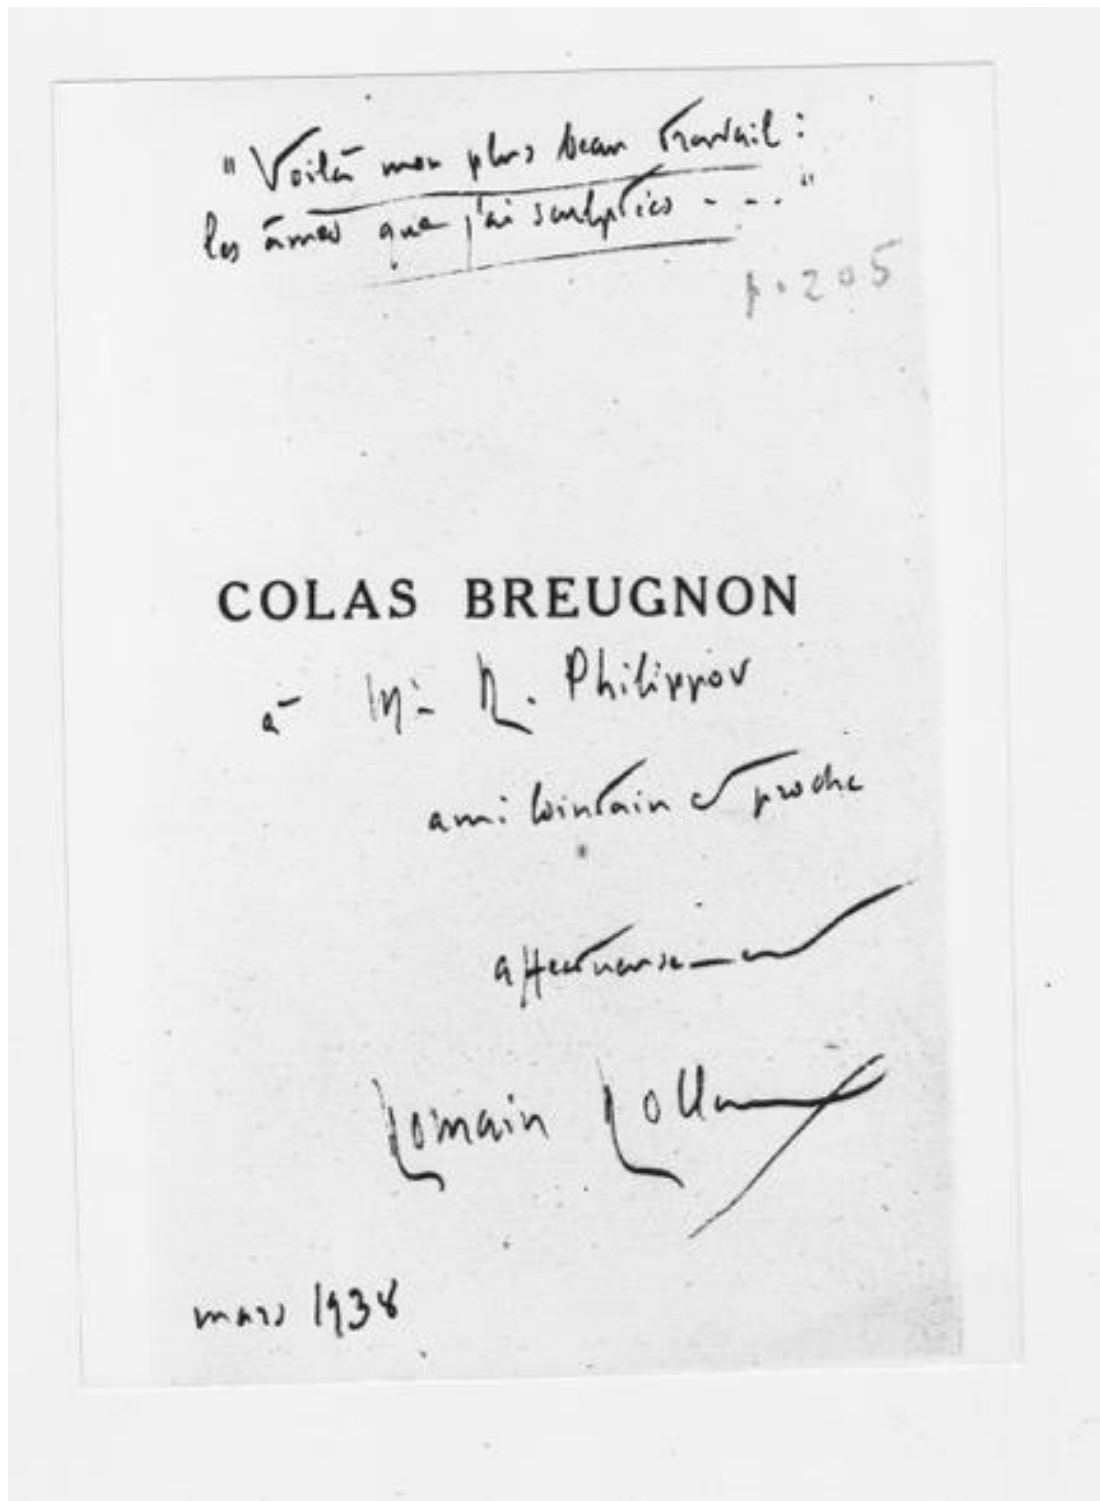 "Voilà mon plus beau travail :
les âmes que j'ai sculptées - - - "
p. 205
COLAS BREUGNON
à Philippov
ami lointain et proche
affectueusement
Romain Rolland
mars 1938